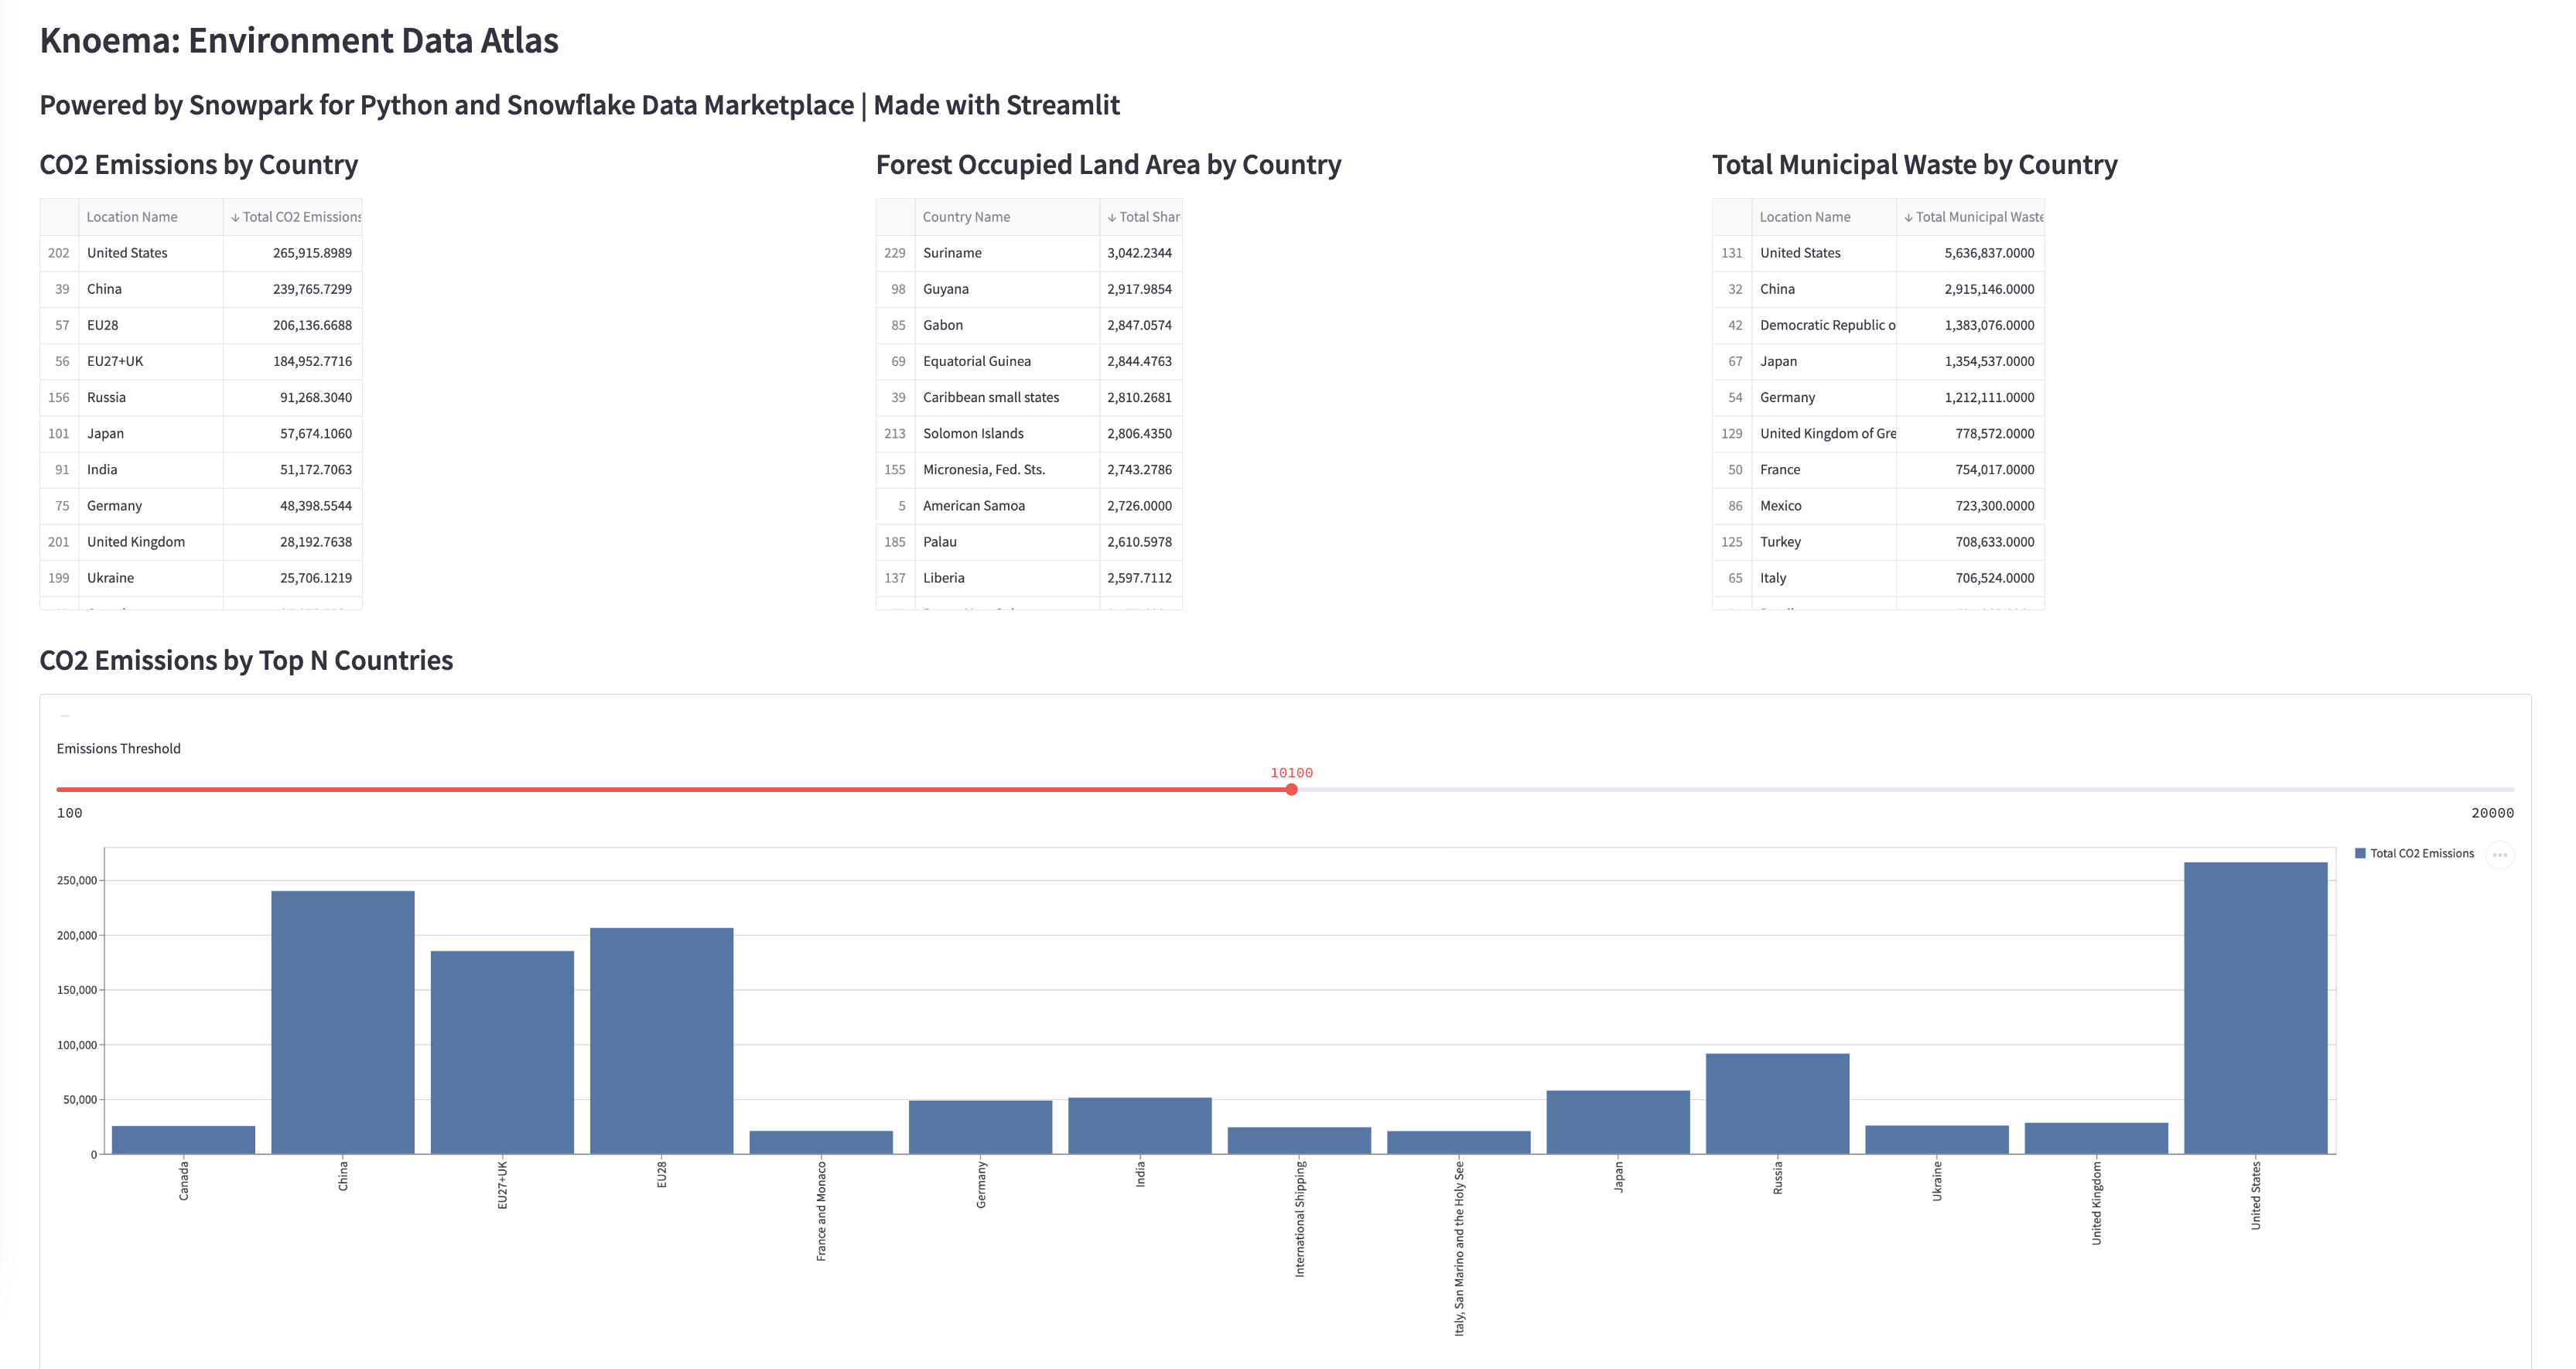 Knoema: Environment Data Atlas
Powered by Snowpark for Python and Snowflake Data Marketplace | Made with Streamlit
CO2 Emissions by Country
Location Name ↓ Total CO2 Emissions
202 United States 265,915.8989
39 China 239,765.7299
57 EU28 206,136.6688
56 EU27+UK 184,952.7716
156 Russia 91,268.3040
101 Japan 57,674.1060
91 India 51,172.7063
75 Germany 48,398.5544
201 United Kingdom 28,192.7638
199 Ukraine 25,706.1219
Forest Occupied Land Area by Country
Country Name ↓ Total Shar
229 Suriname 3,042.2344
98 Guyana 2,917.9854
85 Gabon 2,847.0574
69 Equatorial Guinea 2,844.4763
39 Caribbean small states 2,810.2681
213 Solomon Islands 2,806.4350
155 Micronesia, Fed. Sts. 2,743.2786
5 American Samoa 2,726.0000
185 Palau 2,610.5978
137 Liberia 2,597.7112
Total Municipal Waste by Country
Location Name ↓ Total Municipal Waste
131 United States 5,636,837.0000
32 China 2,915,146.0000
42 Democratic Republic o 1,383,076.0000
67 Japan 1,354,537.0000
54 Germany 1,212,111.0000
129 United Kingdom of Gre 778,572.0000
50 France 754,017.0000
86 Mexico 723,300.0000
125 Turkey 708,633.0000
65 Italy 706,524.0000
CO2 Emissions by Top N Countries
Emissions Threshold
10100
100 20000
Total CO2 Emissions
250,000
200,000
150,000
100,000
50,000
0
Canada
China
EU27+UK
EU28
France and Monaco
Germany
India
International Shipping
Italy, San Marino and the Holy See
Japan
Russia
Ukraine
United Kingdom
United States